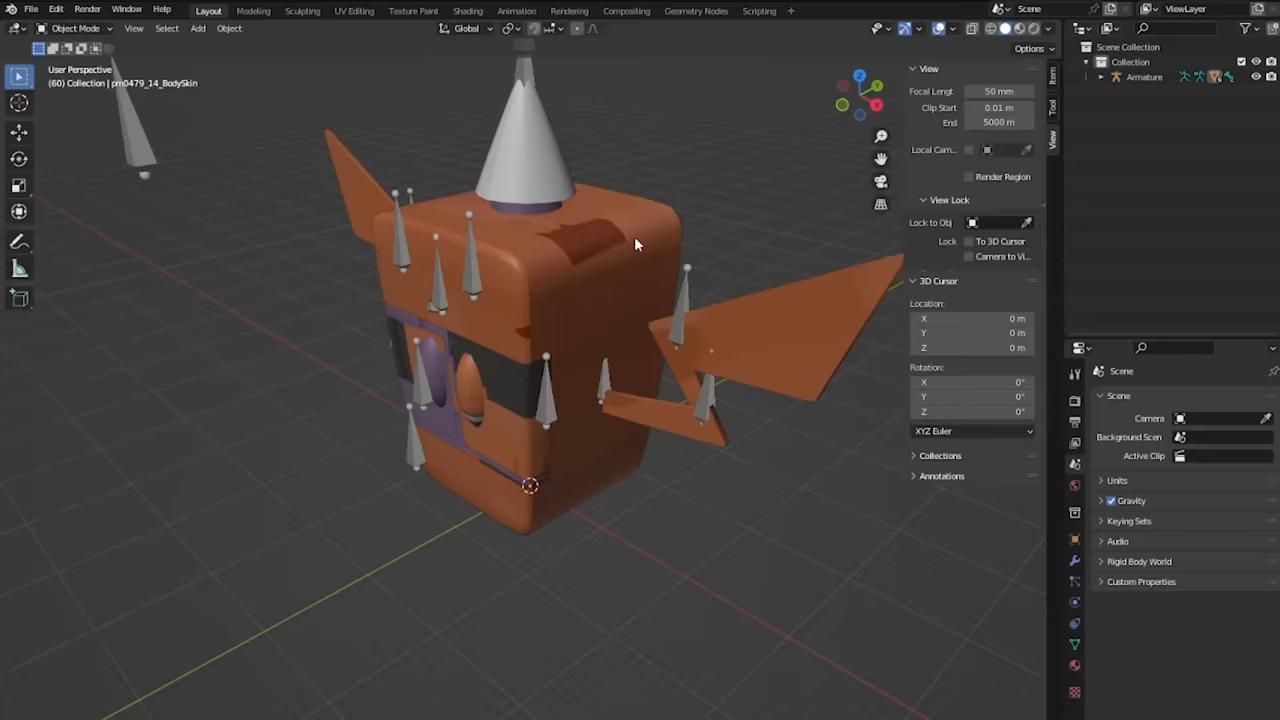 File Edit Render Window Help Layout Modeling Sculpting UV Editing Texture Paint Shading Animation Rendering Compositing Geometry Nodes Scripting + Scene ViewLayer
Object Mode View Select Add Object Global
Options
User Perspective
(60) Collection | pm0479_14_BodySkin
Z
Y
X
View
Focal Lengt 50 mm
Clip Start 0.01 m
End 5000 m
Local Cam...
Render Region
View Lock
Lock to Obj
Lock To 3D Cursor
Camera to Vi...
3D Cursor
Location:
X 0 m
Y 0 m
Z 0 m
Rotation:
X 0°
Y 0°
Z 0°
XYZ Euler
Collections
Annotations
Item
Tool
View
Scene Collection
Collection
Armature
Scene
Scene
Camera
Background Scen
Active Clip
Units
Gravity
Keying Sets
Audio
Rigid Body World
Custom Properties